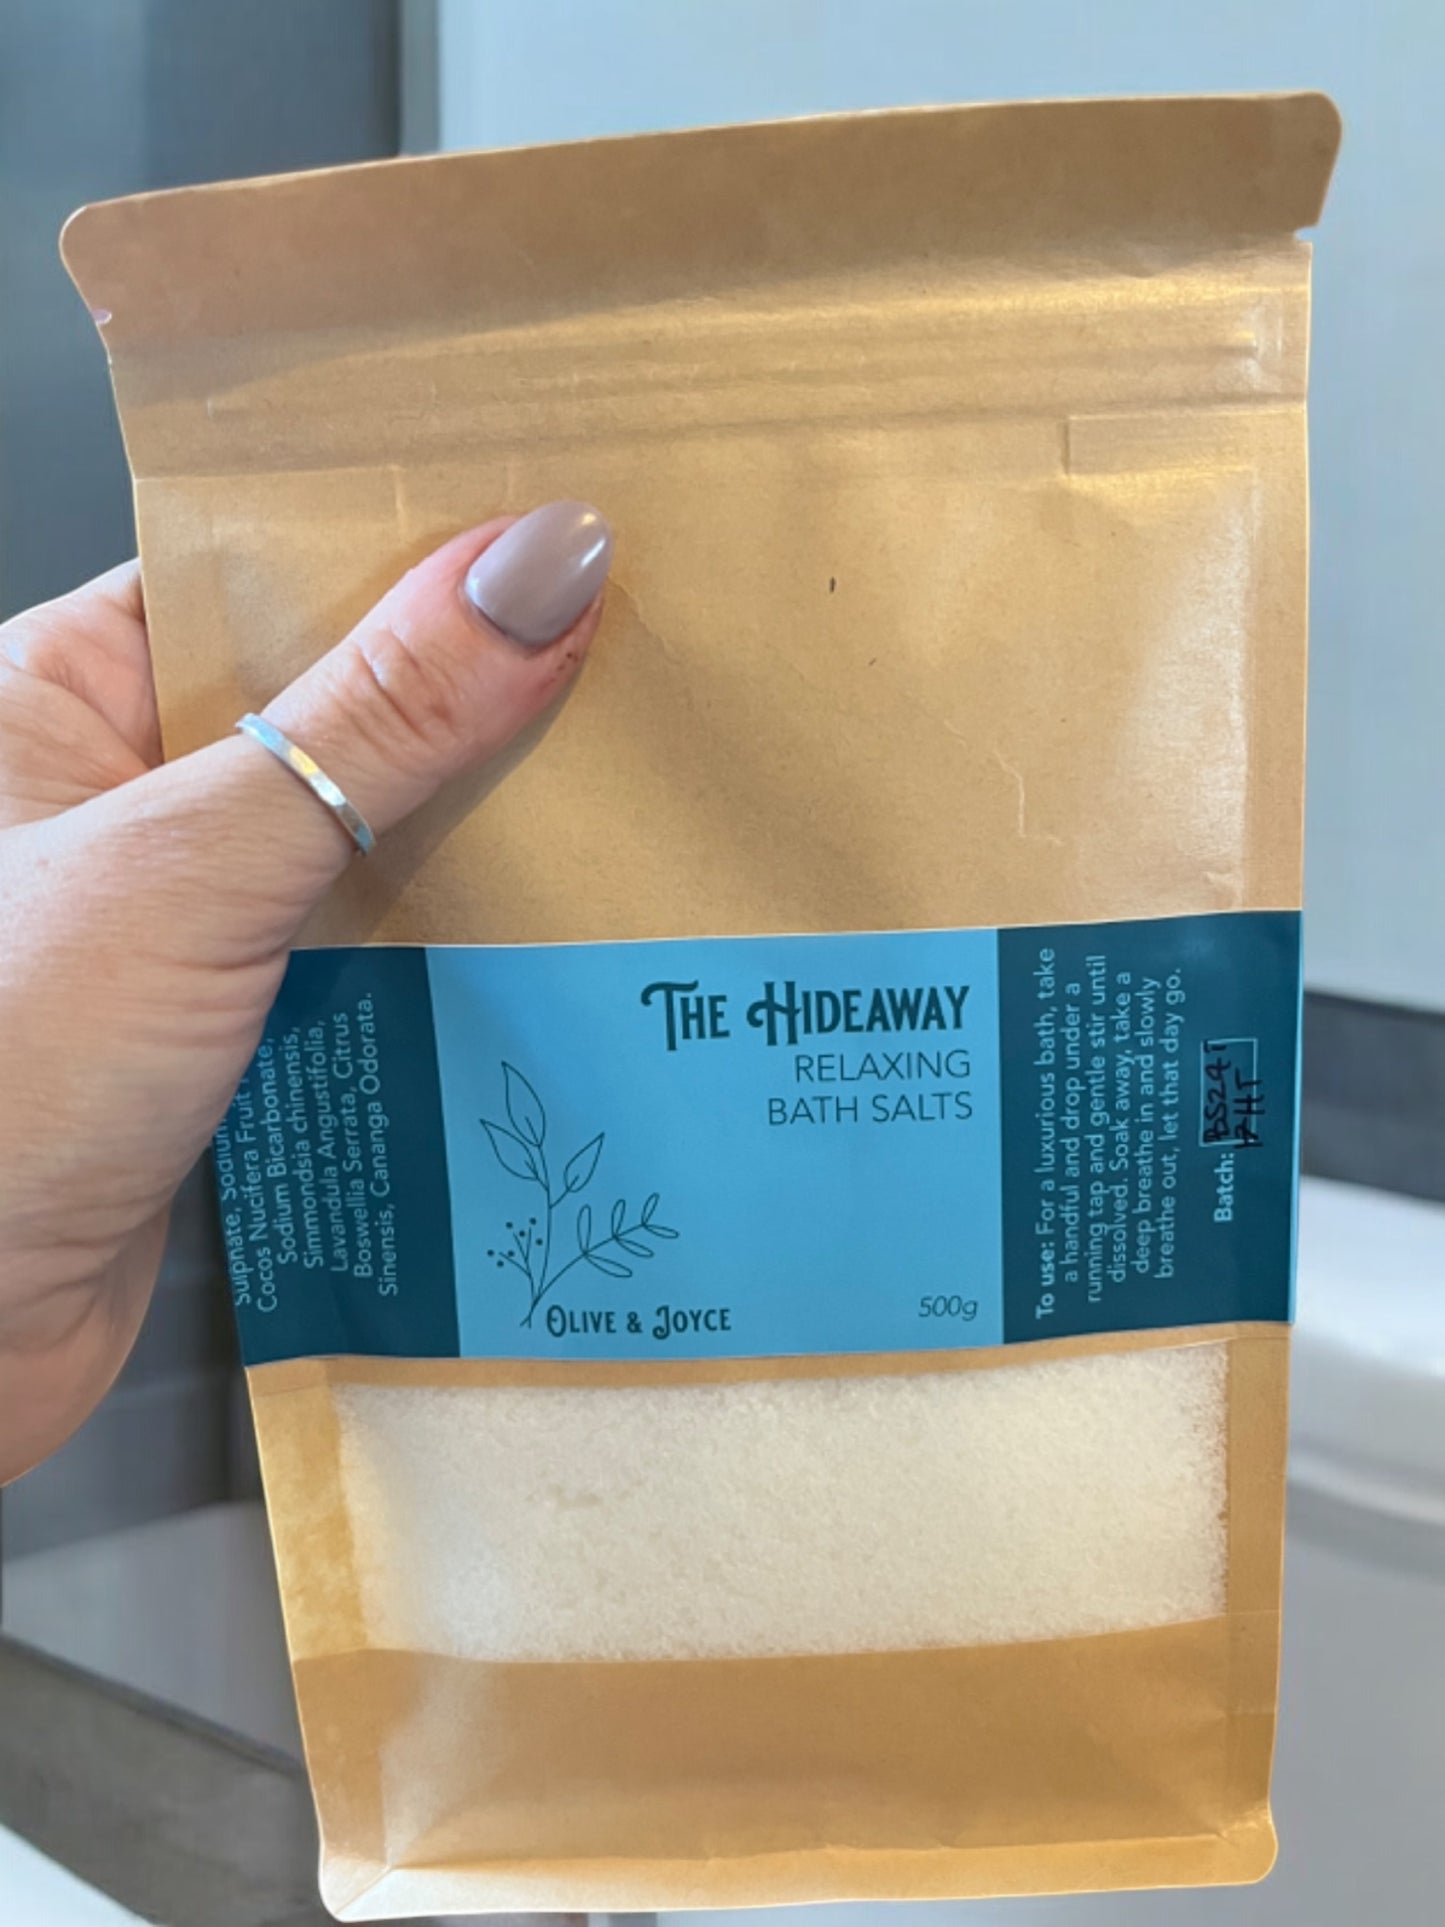 THE HIDEAWAY
RELAXING
BATH SALTS
OLIVE & JOYCE
500g
Cocos Nucifera Fruit
Sodium Bicarbonate,
Simmondsia chinensis,
Lavandula Angustifolia,
Boswellia Serrata, Citrus
Sinensis, Cananga Odorata.
To use: For a luxurious bath, take
a handful and drop under a
running tap and gentle stir until
dissolved. Soak away, take a
deep breathe in and slowly
breathe out, let that day go.
Batch: